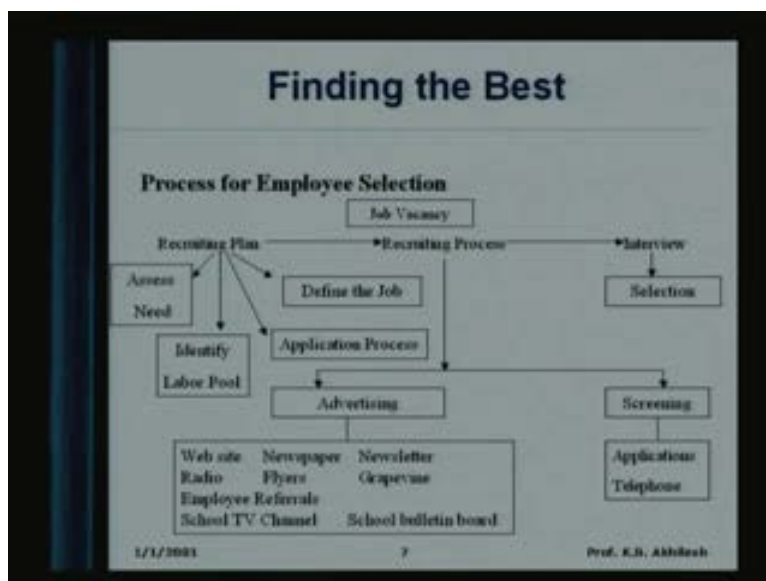 Finding the Best
Process for Employee Selection
Job Vacancy
Recruiting Plan Recruiting Process Interview
Assess
Need
Define the Job
Selection
Identify
Labor Pool
Application Process
Advertising
Screening
Web site Newspaper Newsletter
Radio Flyers Grapevine
Employee Referrals
School TV Channel School bulletin board
Applications
Telephone
1/1/2001 7 Prof. K.B. Akhilesh